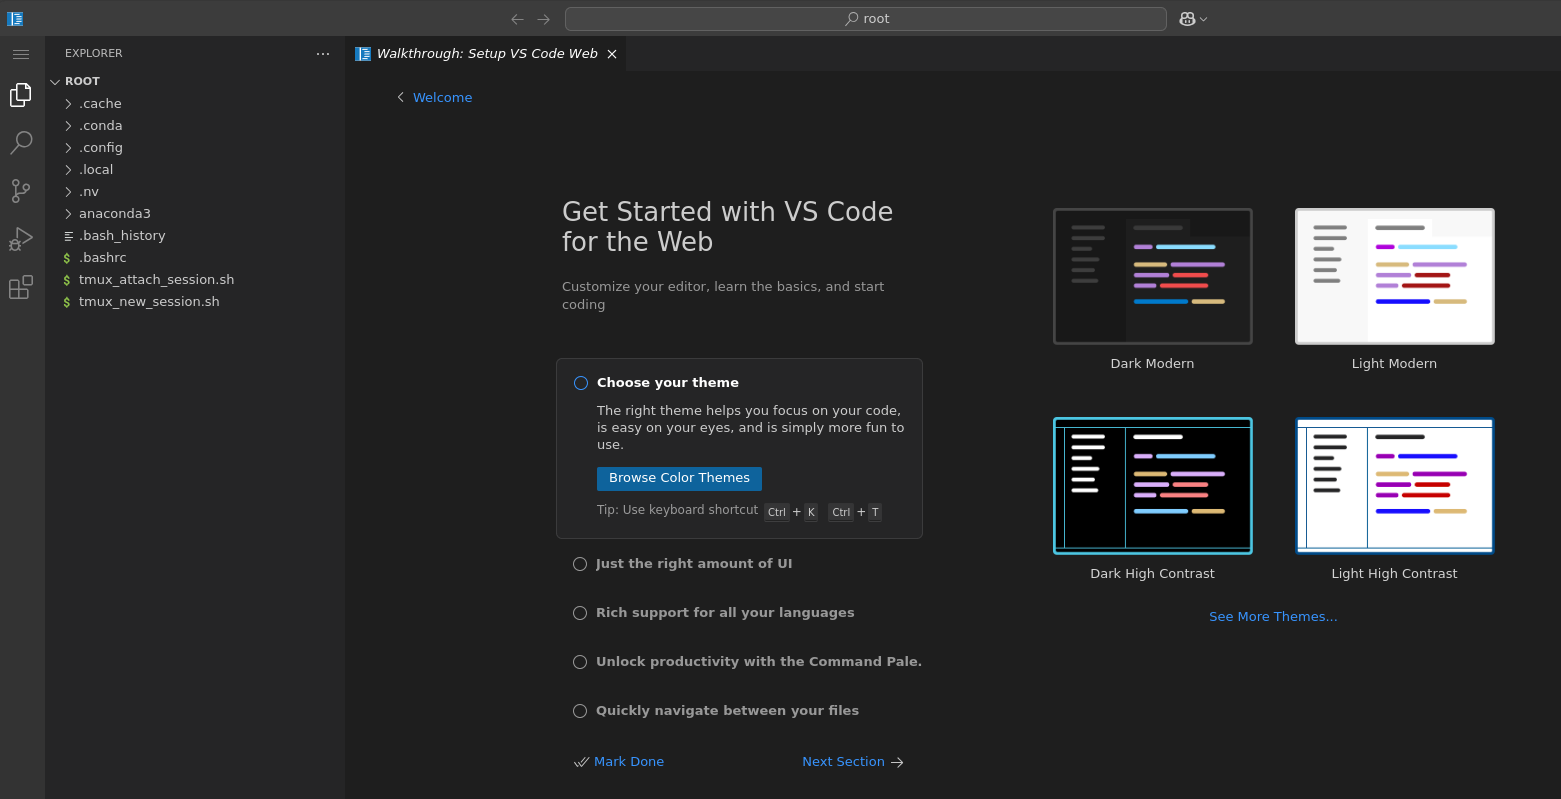 root
EXPLORER
ROOT
.cache
.conda
.config
.local
.nv
anaconda3
.bash_history
$ .bashrc
$ tmux_attach_session.sh
$ tmux_new_session.sh
Walkthrough: Setup VS Code Web
Welcome
Get Started with VS Code
for the Web
Customize your editor, learn the basics, and start
coding
Choose your theme
The right theme helps you focus on your code,
is easy on your eyes, and is simply more fun to
use.
Browse Color Themes
Tip: Use keyboard shortcut Ctrl + K Ctrl + T
Just the right amount of UI
Rich support for all your languages
Unlock productivity with the Command Pale.
Quickly navigate between your files
Mark Done
Next Section
Dark Modern
Light Modern
Dark High Contrast
Light High Contrast
See More Themes...